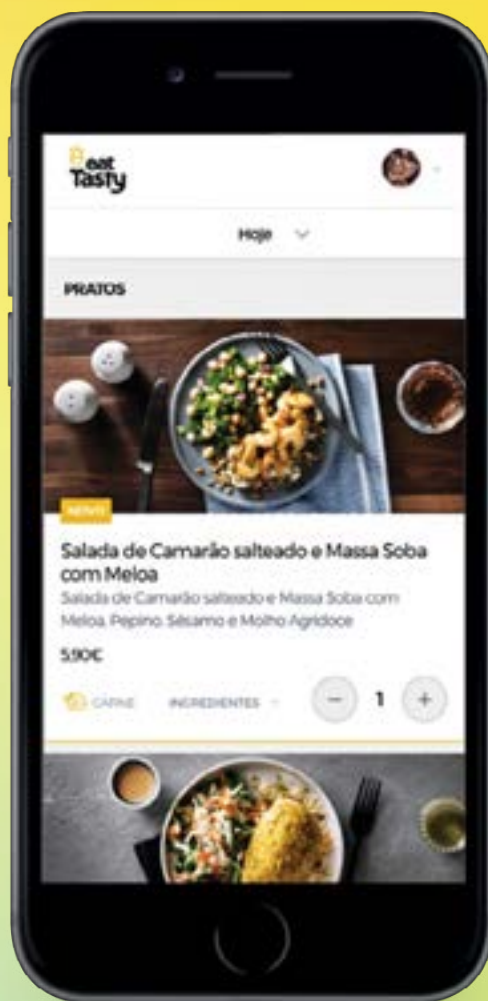 eat
Tasty
Hoje
PRATOS
NOVO
Salada de Camarão salteado e Massa Soba
com Meloa
Salada de Camarão salteado e Massa Soba com
Meloa, Pepino, Sésamo e Molho Agridoce
5,90€
CARNE INGREDIENTES − 1 +